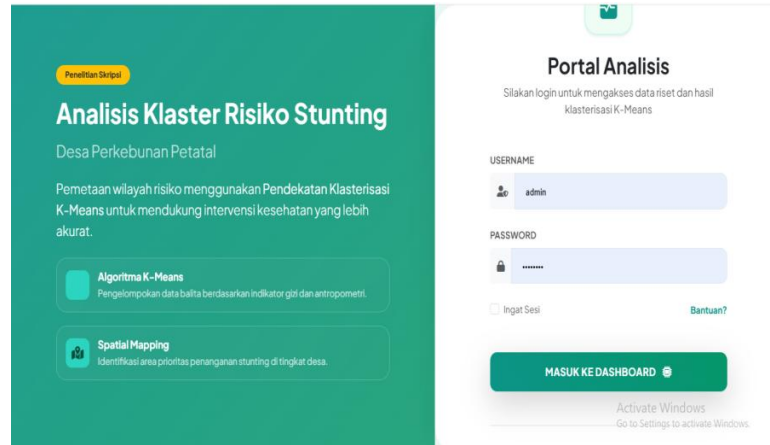 Penelitian Skripsi
Analisis Klaster Risiko Stunting
Desa Perkebunan Petatal
Pemetaan wilayah risiko menggunakan Pendekatan Klasterisasi
K-Means untuk mendukung intervensi kesehatan yang lebih
akurat.
Algoritma K-Means
Pengelompokan data balita berdasarkan indikator gizi dan antropometri.
Spatial Mapping
Identifikasi area prioritas penanganan stunting di tingkat desa.
Portal Analisis
Silakan login untuk mengakses data riset dan hasil
klasterisasi K-Means
USERNAME
admin
PASSWORD
••••••••
Ingat Sesi
Bantuan?
MASUK KE DASHBOARD
Activate Windows
Go to Settings to activate Windows.